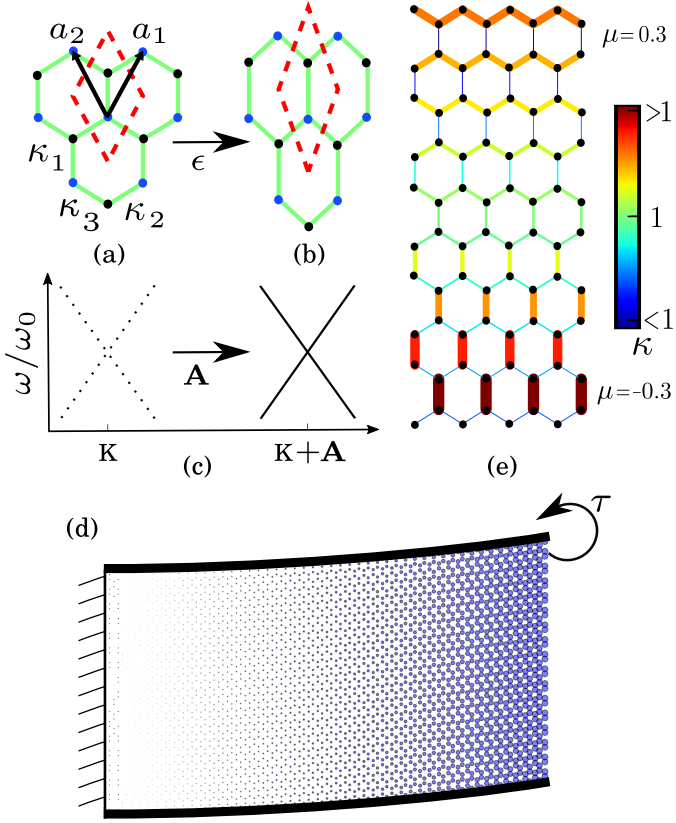 a₂ a₁
κ₁
κ₃ κ₂
ϵ
(a) (b)
ω/ω₀
A
K K+A
(c)
μ=0.3
>1
1
<1
κ
μ=-0.3
(e)
(d)
τ